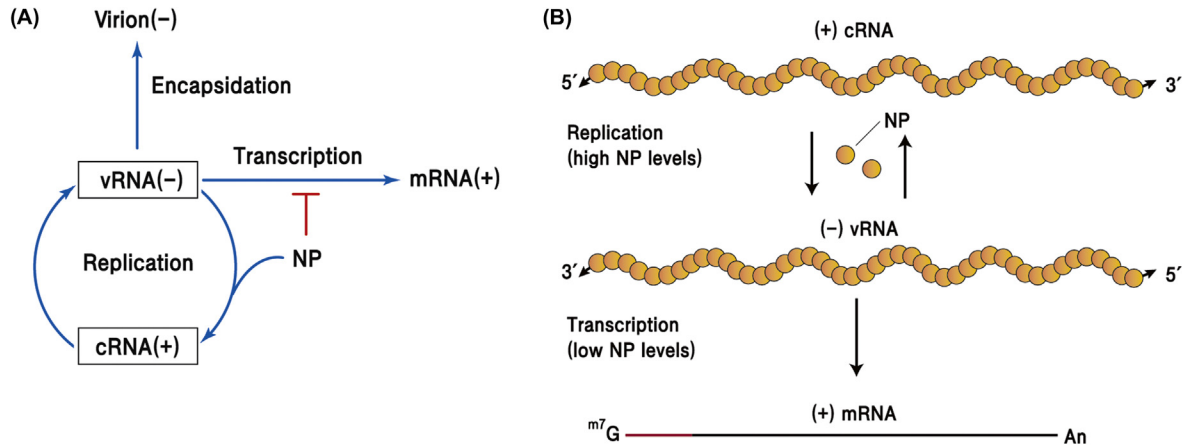 (A)
Virion(-)
Encapsidation
Transcription
vRNA(-)
mRNA(+)
Replication
NP
cRNA(+)
(B)
(+) cRNA
5′
3′
Replication
(high NP levels)
NP
(-) vRNA
3′
5′
Transcription
(low NP levels)
(+) mRNA
m7G
An